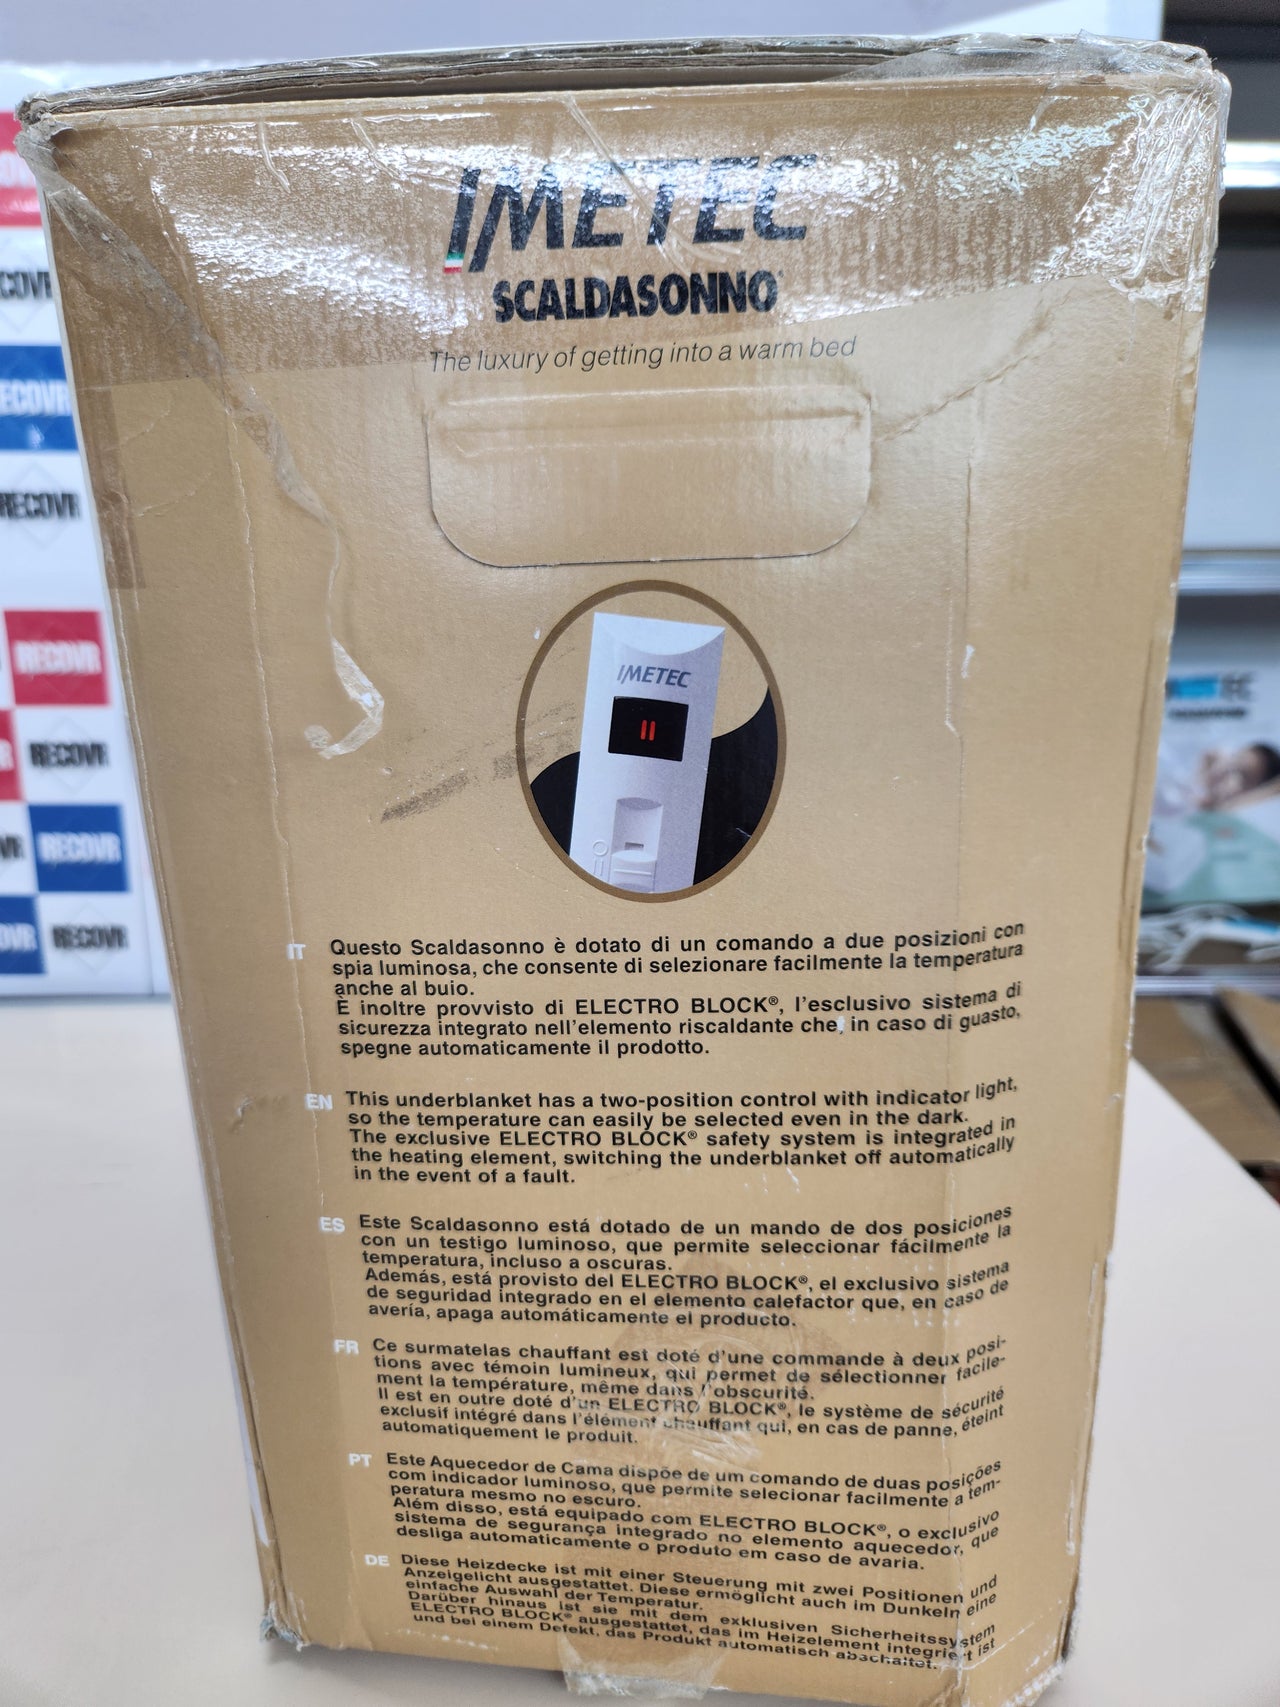 IMETEC
SCALDASONNO
The luxury of getting into a warm bed
IMETEC
II
IT Questo Scaldasonno è dotato di un comando a due posizioni con
spia luminosa, che consente di selezionare facilmente la temperatura
anche al buio.
È inoltre provvisto di ELECTRO BLOCK®, l'esclusivo sistema di
sicurezza integrato nell'elemento riscaldante che, in caso di guasto,
spegne automaticamente il prodotto.
EN This underblanket has a two-position control with indicator light,
so the temperature can easily be selected even in the dark.
The exclusive ELECTRO BLOCK® safety system is integrated in
the heating element, switching the underblanket off automatically
in the event of a fault.
ES Este Scaldasonno está dotado de un mando de dos posiciones
con un testigo luminoso, que permite seleccionar fácilmente la
temperatura, incluso a oscuras.
Además, está provisto del ELECTRO BLOCK®, el exclusivo sistema
de seguridad integrado en el elemento calefactor que, en caso de
avería, apaga automáticamente el producto.
FR Ce surmatelas chauffant est doté d'une commande à deux posi-
tions avec témoin lumineux, qui permet de sélectionner facile-
ment la température, même dans l'obscurité.
Il est en outre doté d'un ELECTRO BLOCK®, le système de sécurité
exclusif intégré dans l'élément chauffant qui, en cas de panne, éteint
automatiquement le produit.
PT Este Aquecedor de Cama dispõe de um comando de duas posições
com indicador luminoso, que permite selecionar facilmente a tem-
peratura mesmo no escuro.
Além disso, está equipado com ELECTRO BLOCK®, o exclusivo
sistema de segurança integrado no elemento aquecedor, que
desliga automaticamente o produto em caso de avaria.
DE Diese Heizdecke ist mit einer Steuerung mit zwei Positionen und
Anzeigelicht ausgestattet. Diese ermöglicht auch im Dunkeln eine
einfache Auswahl der Temperatur.
Darüber hinaus ist sie mit dem exklusiven Sicherheitssystem
ELECTRO BLOCK® ausgestattet, das im Heizelement integriert ist
und bei einem Defekt, das Produkt automatisch abschaltet.
RECOVR
RECOVR
RECOVR
RECOVR
RECOVR
RECOVR